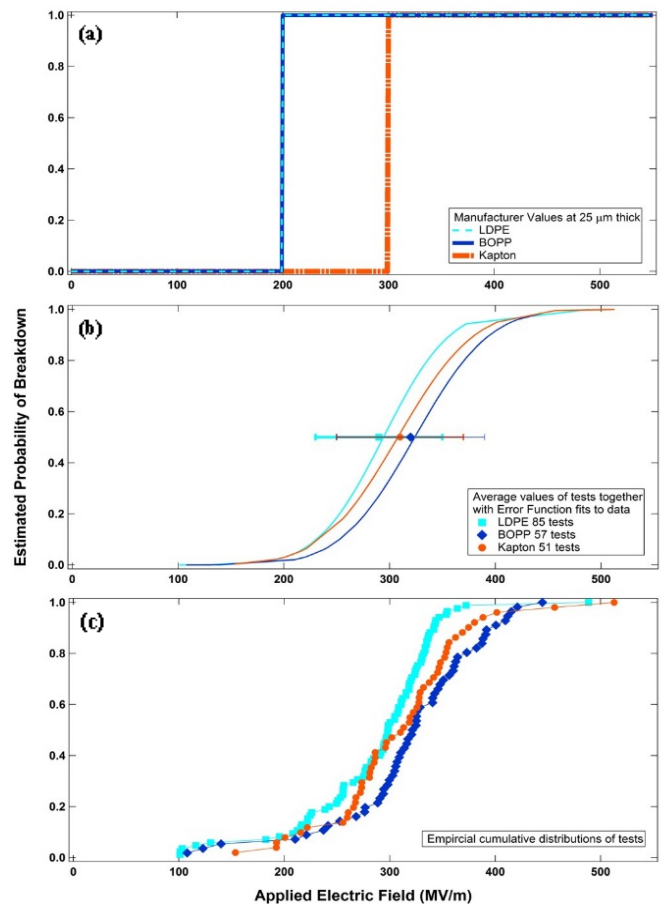 (a)
1.0
0.8
0.6
0.4
0.2
0.0
Manufacturer Values at 25 μm thick
LDPE
BOPP
Kapton
0
100
200
300
400
500
(b)
1.0
0.8
0.6
0.4
0.2
0.0
Average values of tests together
with Error Function fits to data
LDPE 85 tests
BOPP 57 tests
Kapton 51 tests
0
100
200
300
400
500
(c)
1.0
0.8
0.6
0.4
0.2
0.0
Empircial cumulative distributions of tests
0
100
200
300
400
500
Estimated Probability of Breakdown
Applied Electric Field (MV/m)